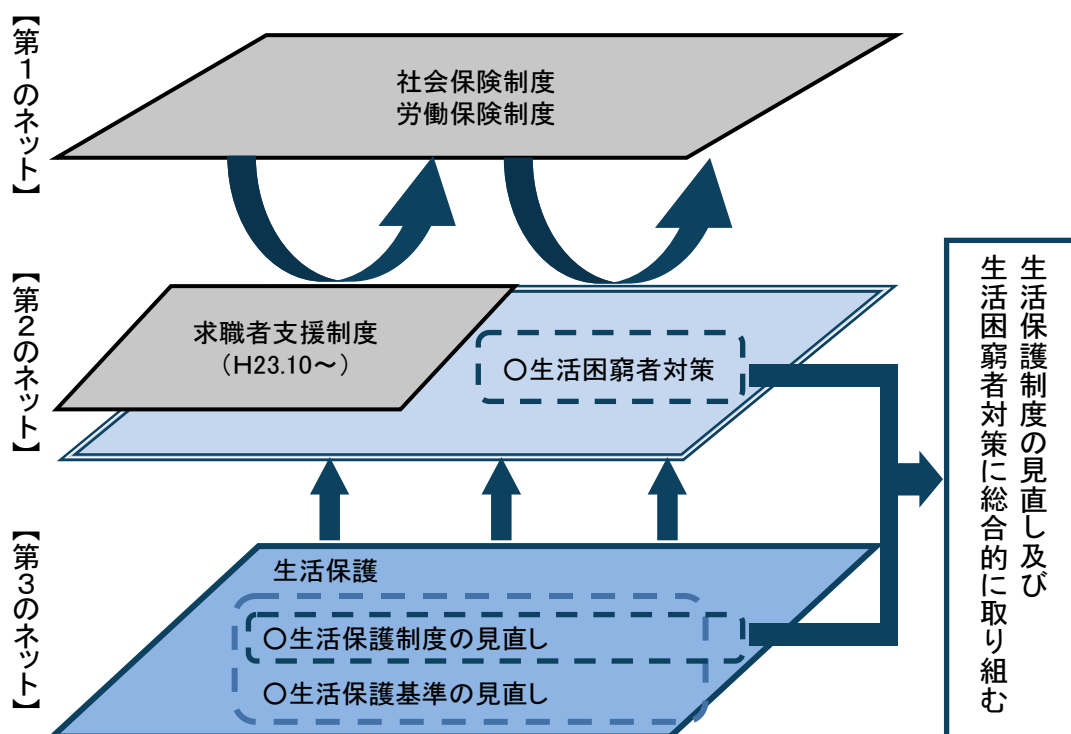 【第1のネット】
社会保険制度
労働保険制度
【第2のネット】
求職者支援制度
（H23.10～）
○生活困窮者対策
【第3のネット】
生活保護
○生活保護制度の見直し
○生活保護基準の見直し
生活保護制度の見直し及び
生活困窮者対策に総合的に取り組む